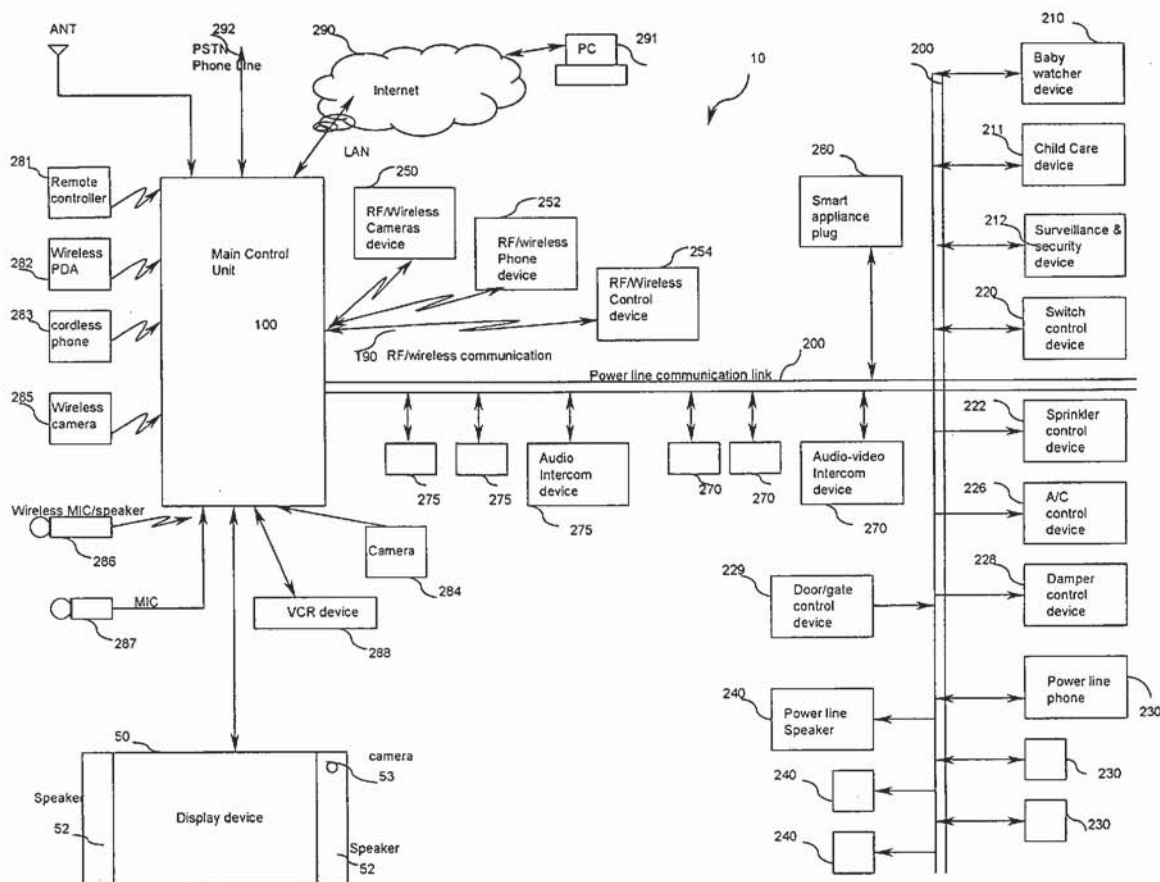 ANT
292
PSTN
Phone Line
290
Internet
PC
291
LAN
10
200
210
Baby
watcher
device
211
Child Care
device
212
Surveillance &
security
device
220
Switch
control
device
281
Remote
controller
282
Wireless
PDA
283
cordless
phone
285
Wireless
camera
Main Control
Unit
100
250
RF/Wireless
Cameras
device
252
RF/wireless
Phone
device
254
RF/Wireless
Control
device
190 RF/wireless communication
260
Smart
appliance
plug
Power line communication link
200
275
275
Audio
Intercom
device
275
270
270
Audio-video
Intercom
device
270
222
Sprinkler
control
device
226
A/C
control
device
228
Damper
control
device
229
Door/gate
control
device
Wireless MIC/speaker
286
MIC
287
Camera
284
VCR device
288
240
Power line
Speaker
240
240
Power line
phone
230
230
230
50
camera
53
Speaker
52
Display device
Speaker
52